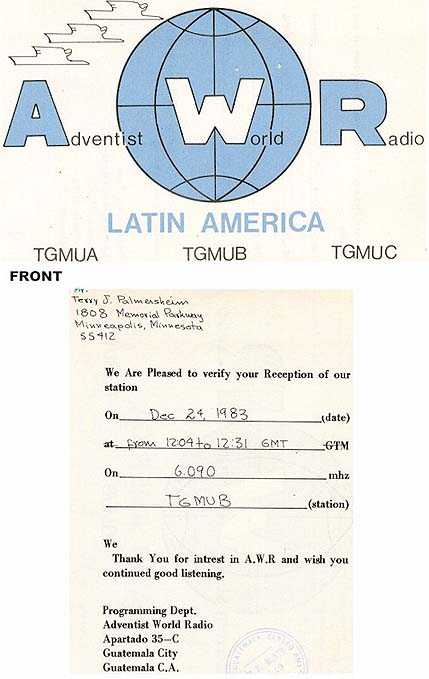 Adventist World Radio
LATIN AMERICA
TGMUA TGMUB TGMUC
FRONT
Terry J. Palmersheim
1808 Memorial Parkway
Minneapolis, Minnesota
55412
We Are Pleased to verify your Reception of our
station
On Dec 24, 1983 (date)
at from 1204 to 12:31 GMT GTM
On 6.090 mhz
TGMUB (station)
We
Thank You for intrest in A.W.R and wish you
continued good listening.
Programming Dept.
Adventist World Radio
Apartado 35-C
Guatemala City
Guatemala C.A.